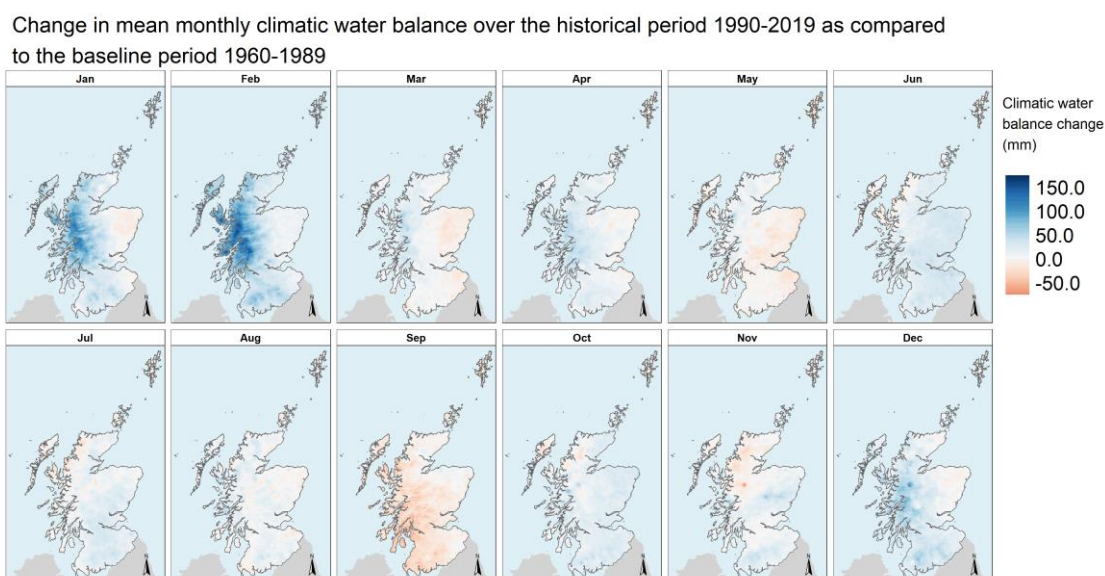 Change in mean monthly climatic water balance over the historical period 1990-2019 as compared
to the baseline period 1960-1989
Jan
Feb
Mar
Apr
May
Jun
Climatic water
balance change
(mm)
150.0
100.0
50.0
0.0
-50.0
N
N
N
N
N
N
Jul
Aug
Sep
Oct
Nov
Dec
N
N
N
N
N
N